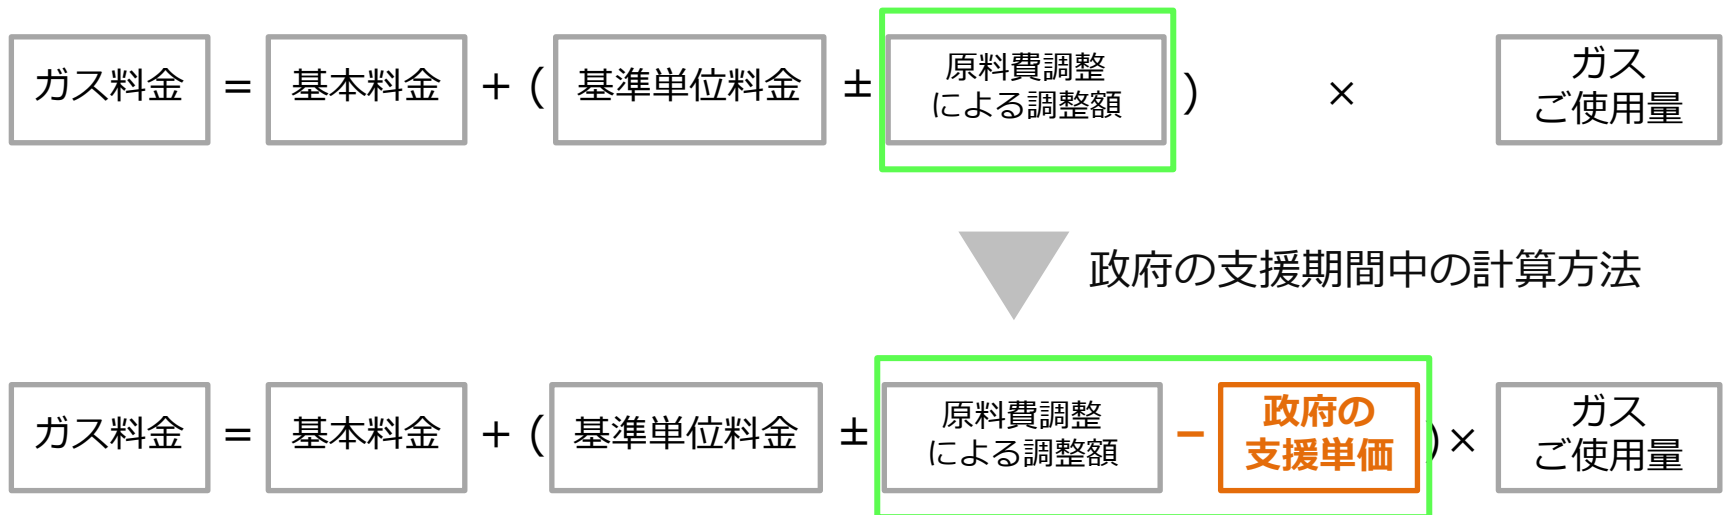 ガス料金 = 基本料金 + ( 基準単位料金 ± 原料費調整
による調整額 ) × ガス
ご使用量
政府の支援期間中の計算方法
ガス料金 = 基本料金 + ( 基準単位料金 ± 原料費調整
による調整額 − 政府の
支援単価 ) × ガス
ご使用量